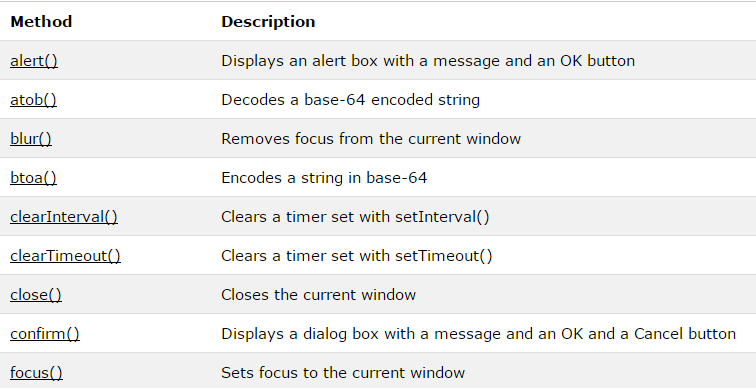 Method Description
alert() Displays an alert box with a message and an OK button
atob() Decodes a base-64 encoded string
blur() Removes focus from the current window
btoa() Encodes a string in base-64
clearInterval() Clears a timer set with setInterval()
clearTimeout() Clears a timer set with setTimeout()
close() Closes the current window
confirm() Displays a dialog box with a message and an OK and a Cancel button
focus() Sets focus to the current window